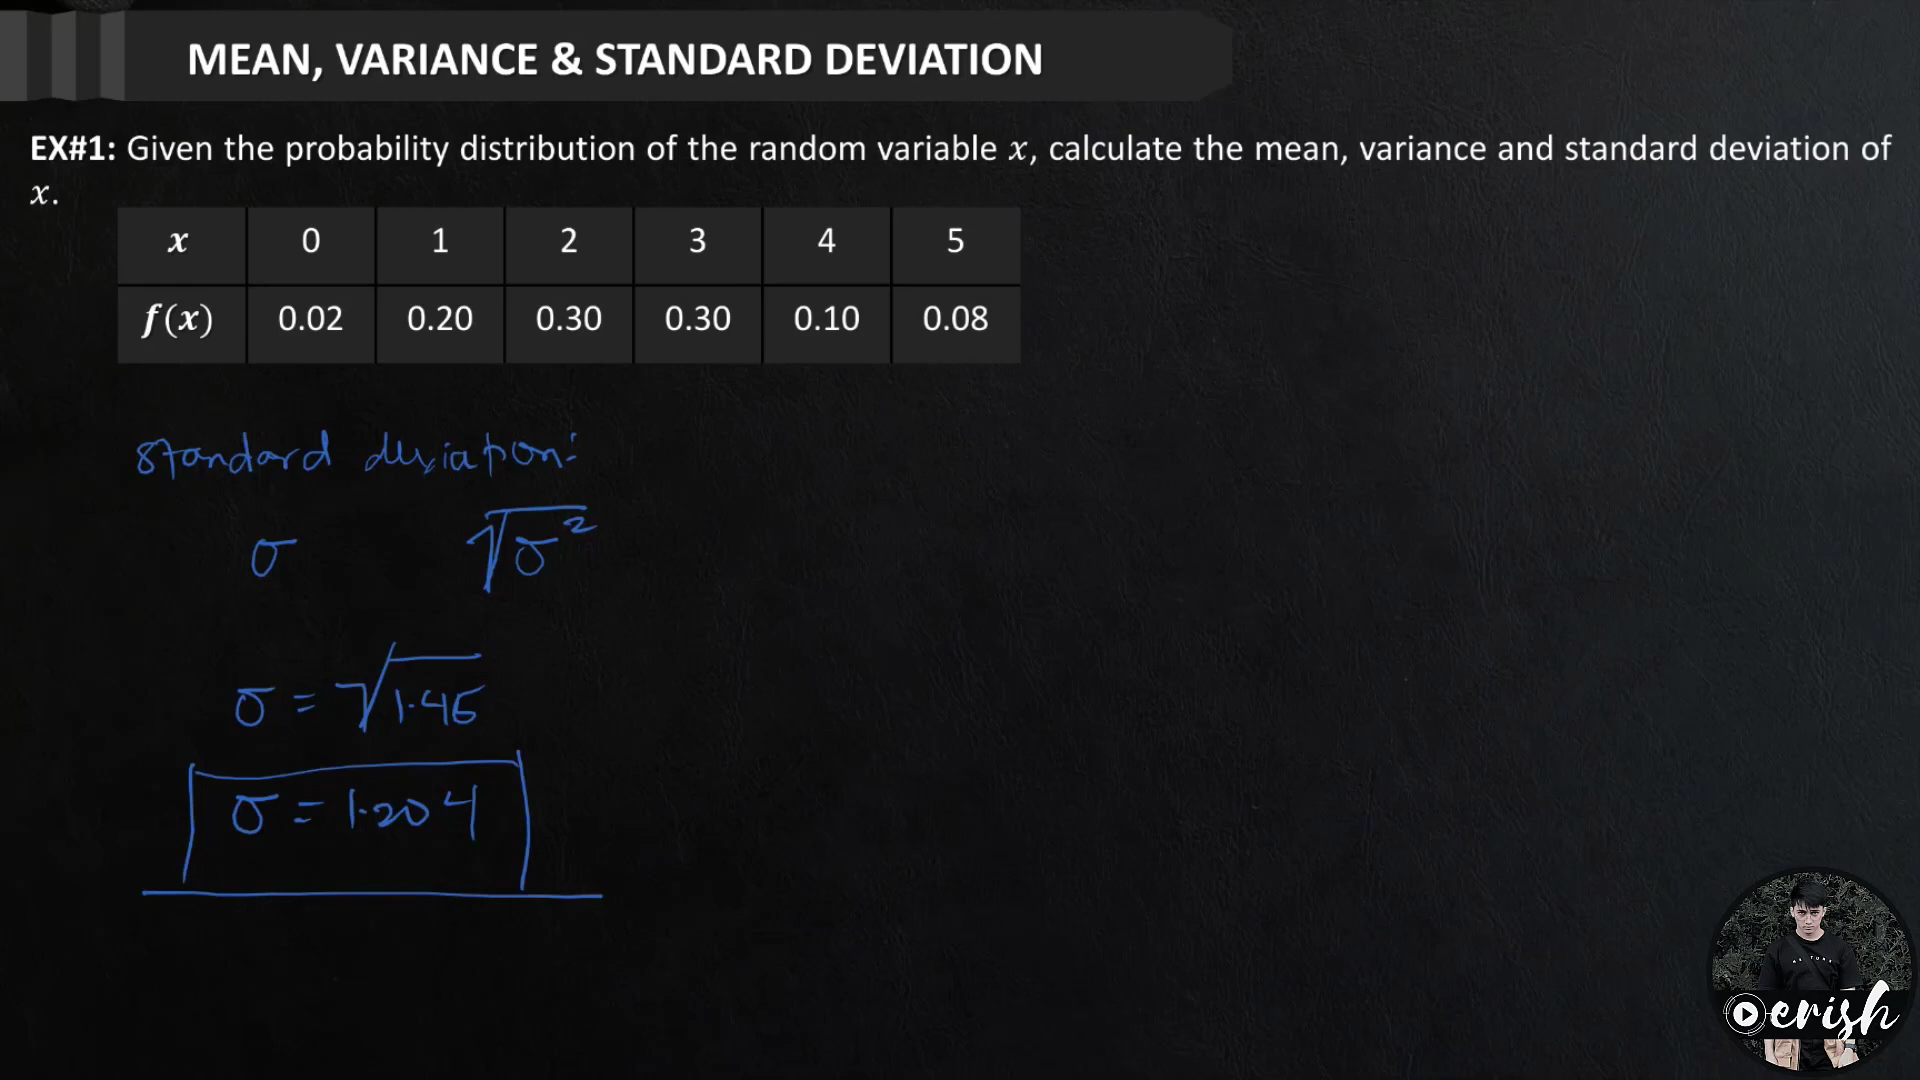 MEAN, VARIANCE & STANDARD DEVIATION
EX#1: Given the probability distribution of the random variable x, calculate the mean, variance and standard deviation of
x.
x 0 1 2 3 4 5
f(x) 0.02 0.20 0.30 0.30 0.10 0.08
standard deviation:
σ √σ²
σ = √1.45
σ = 1.204
erish